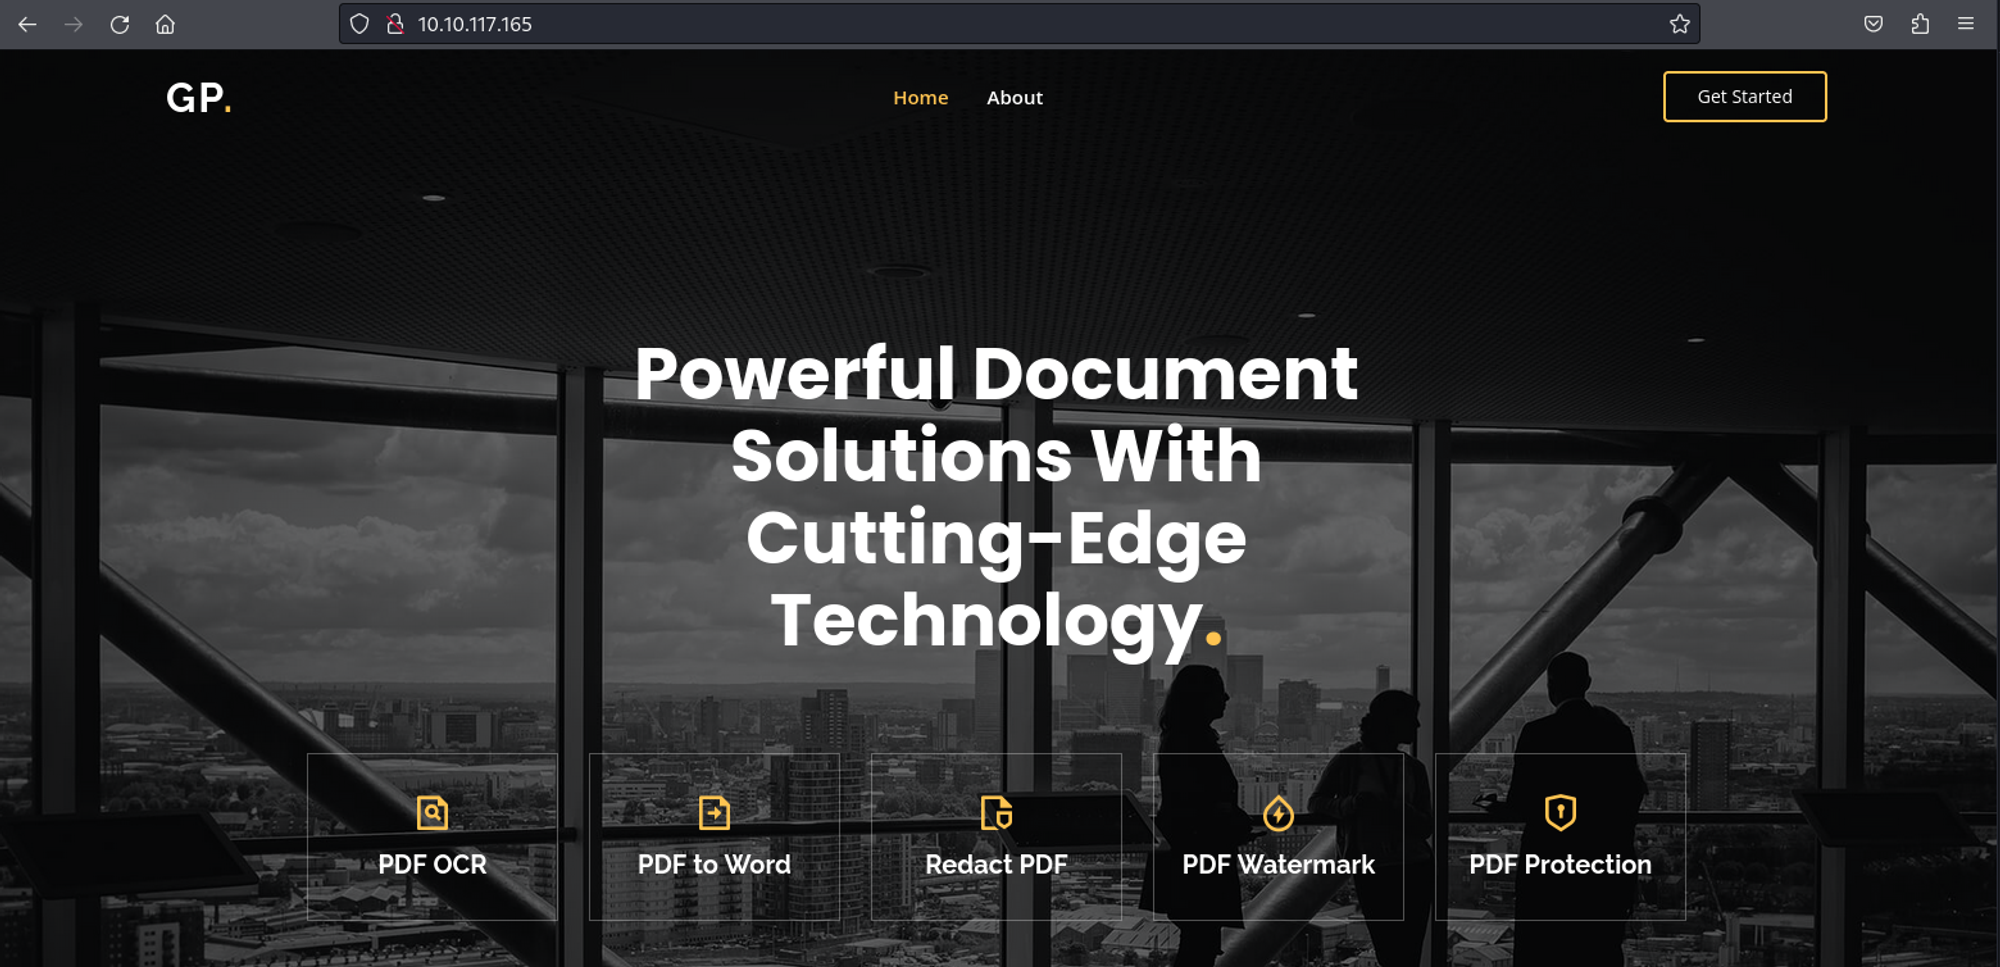 10.10.117.165
GP.
Home
About
Get Started
Powerful Document
Solutions With
Cutting-Edge
Technology.
PDF OCR
PDF to Word
Redact PDF
PDF Watermark
PDF Protection